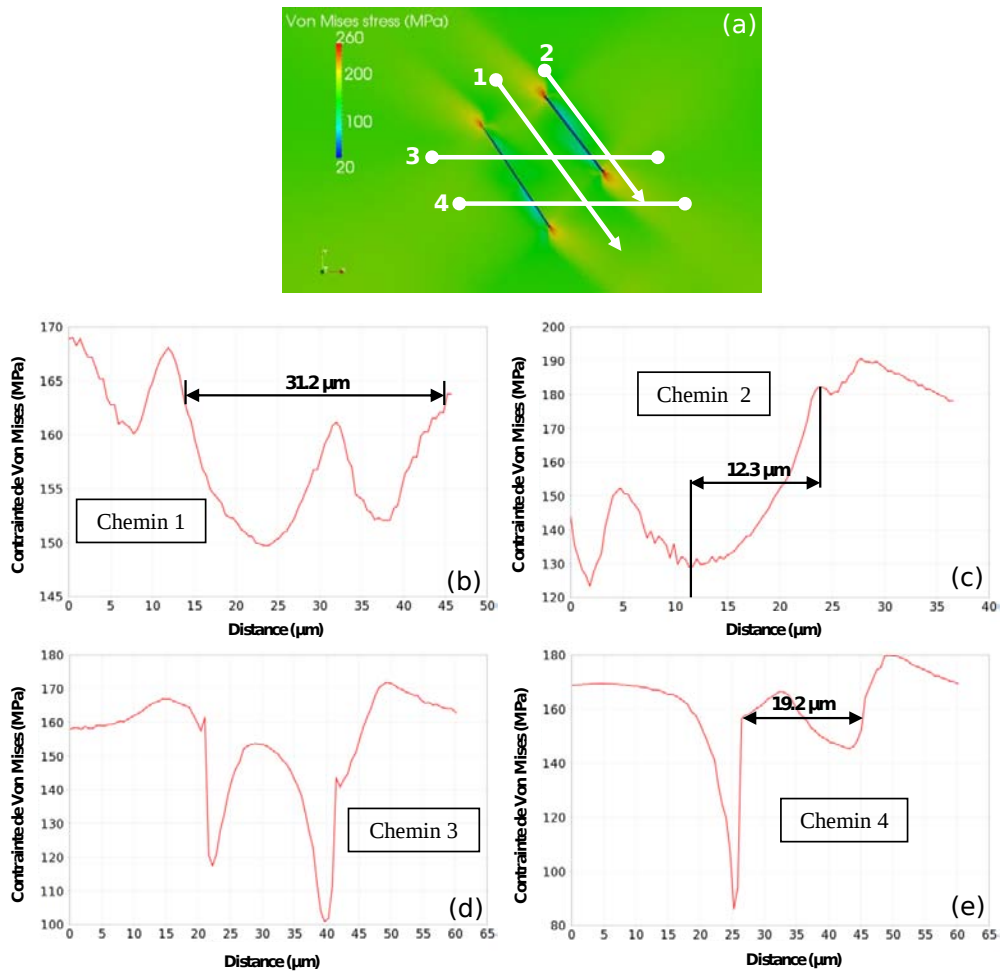 Von Mises stress (MPa)
(a)
260
200
100
20
1
2
3
4
Contrainte de Von Mises (MPa)
170
165
160
155
150
145
31.2 µm
Chemin 1
(b)
0 5 10 15 20 25 30 35 40 45 50
Distance (µm)
Contrainte de Von Mises (MPa)
200
190
180
170
160
150
140
130
120
Chemin 2
12.3 µm
(c)
0 5 10 15 20 25 30 35 40
Distance (µm)
Contrainte de Von Mises (MPa)
180
170
160
150
140
130
120
110
100
Chemin 3
(d)
0 5 10 15 20 25 30 35 40 45 50 55 60 65
Distance (µm)
Contrainte de Von Mises (MPa)
180
160
140
120
100
80
19.2 µm
Chemin 4
(e)
0 5 10 15 20 25 30 35 40 45 50 55 60 65
Distance (µm)